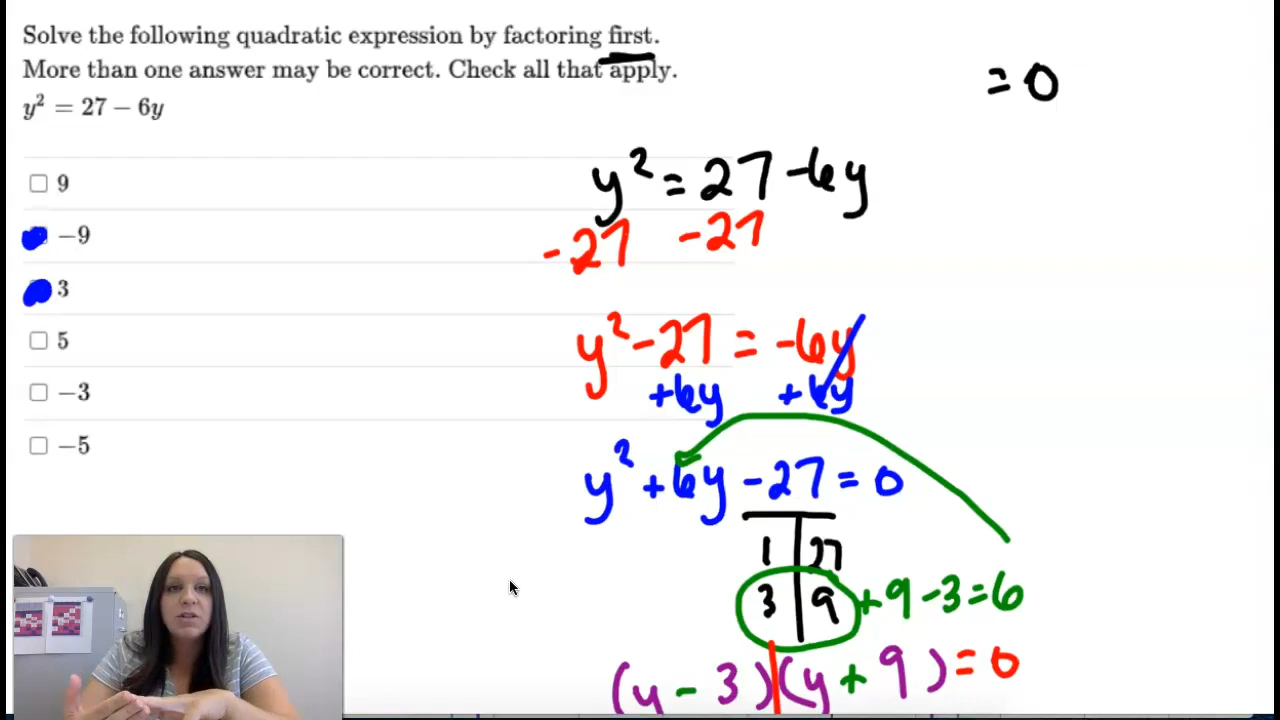 Solve the following quadratic expression by factoring first.
More than one answer may be correct. Check all that apply.
y² = 27 − 6y
9
−9
3
5
−3
−5
= 0
y² = 27 - 6y
-27 -27
y² - 27 = -6y
+6y +6y
y² + 6y - 27 = 0
1 27
3 9 +9 - 3 = 6
(y - 3)(y + 9) = 0